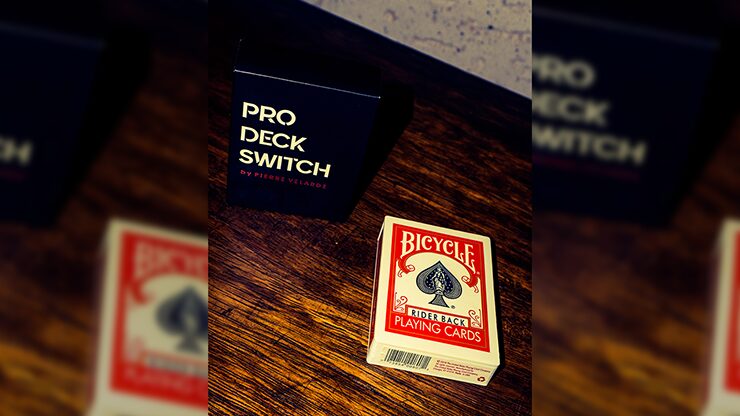 PRO
DECK
SWITCH
by PIERRE VELARDE
BICYCLE
®
RIDER BACK
PLAYING CARDS